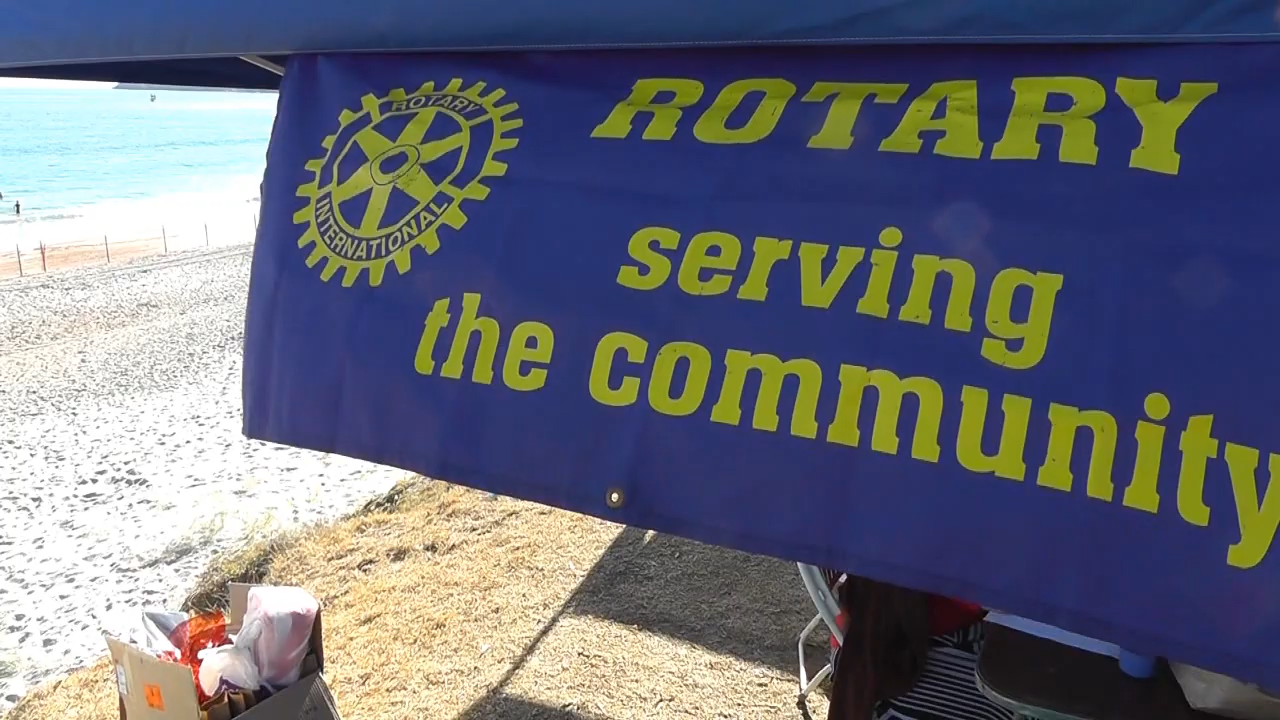 ROTARY
INTERNATIONAL
ROTARY
serving
the community